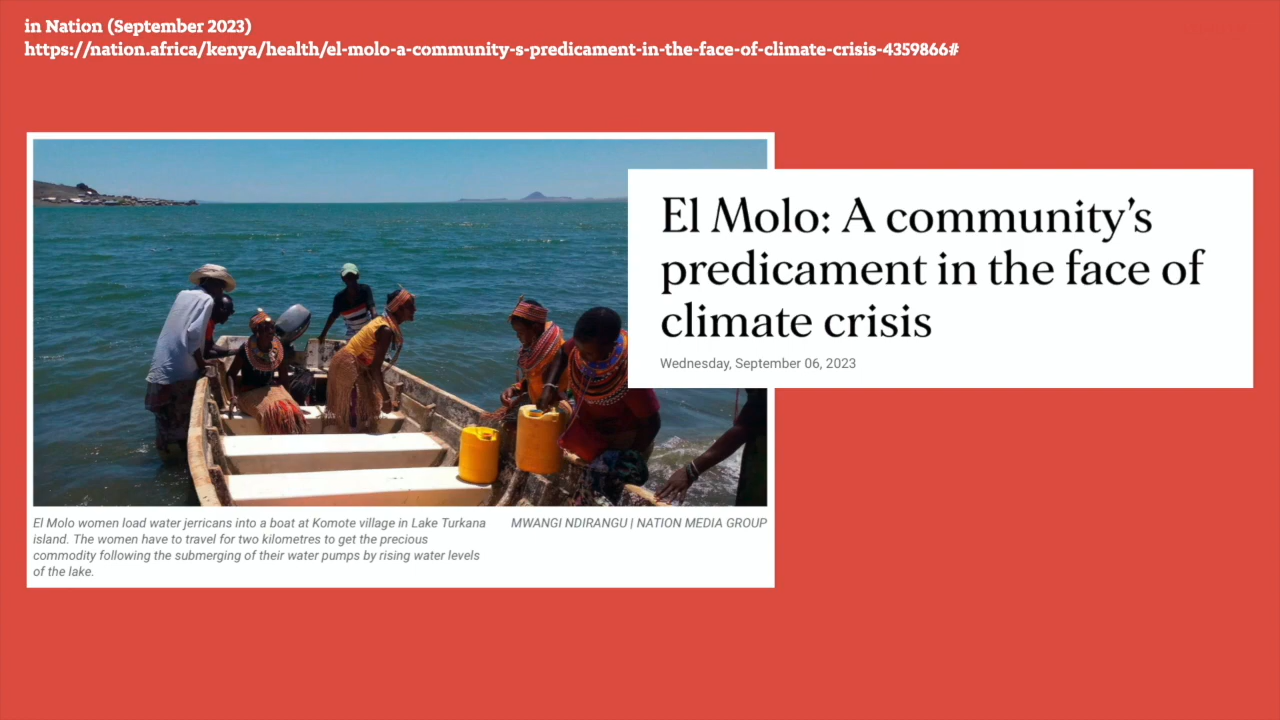 in Nation (September 2023)
https://nation.africa/kenya/health/el-molo-a-community-s-predicament-in-the-face-of-climate-crisis-4359866#
El Molo: A community's
predicament in the face of
climate crisis
Wednesday, September 06, 2023
El Molo women load water jerricans into a boat at Komote village in Lake Turkana
island. The women have to travel for two kilometres to get the precious
commodity following the submerging of their water pumps by rising water levels
of the lake.
MWANGI NDIRANGU | NATION MEDIA GROUP